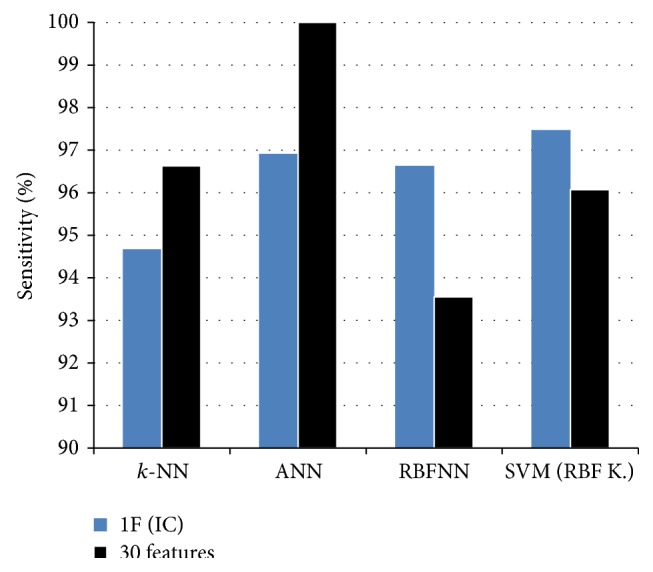 100
99
98
97
96
95
94
93
92
91
90
Sensitivity (%)
k-NN ANN RBFNN SVM (RBF K.)
1F (IC)
30 features